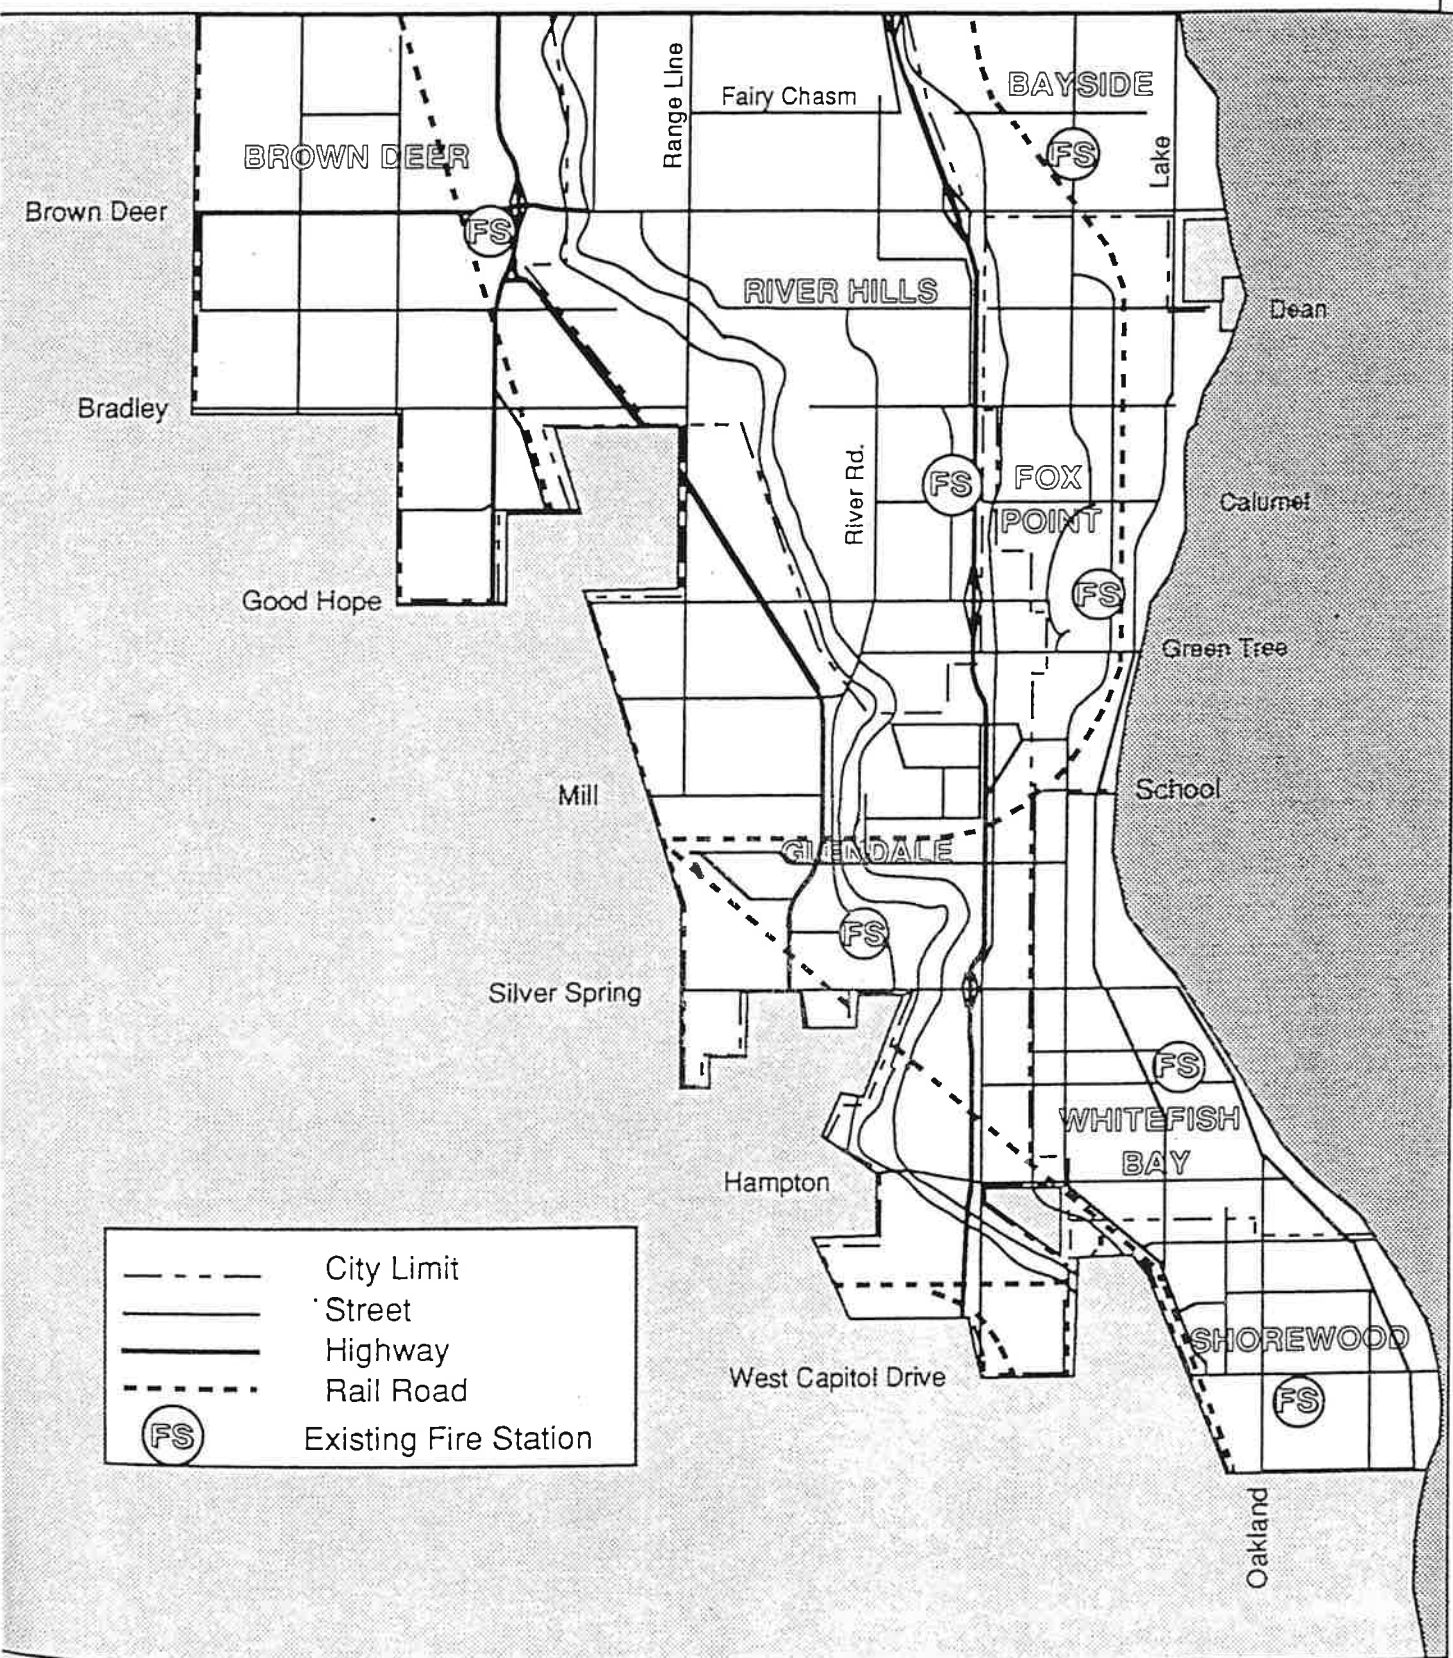 BAYSIDE
Fairy Chasm
Range Line
FS
Lake
BROWN DEER
Brown Deer
FS
RIVER HILLS
Dean
Bradley
River Rd.
FS
FOX
POINT
Calumet
FS
Good Hope
Green Tree
Mill
School
GLENDALE
FS
Silver Spring
FS
WHITEFISH
BAY
Hampton
City Limit
Street
Highway
Rail Road
FS
Existing Fire Station
SHOREWOOD
West Capitol Drive
FS
Oakland